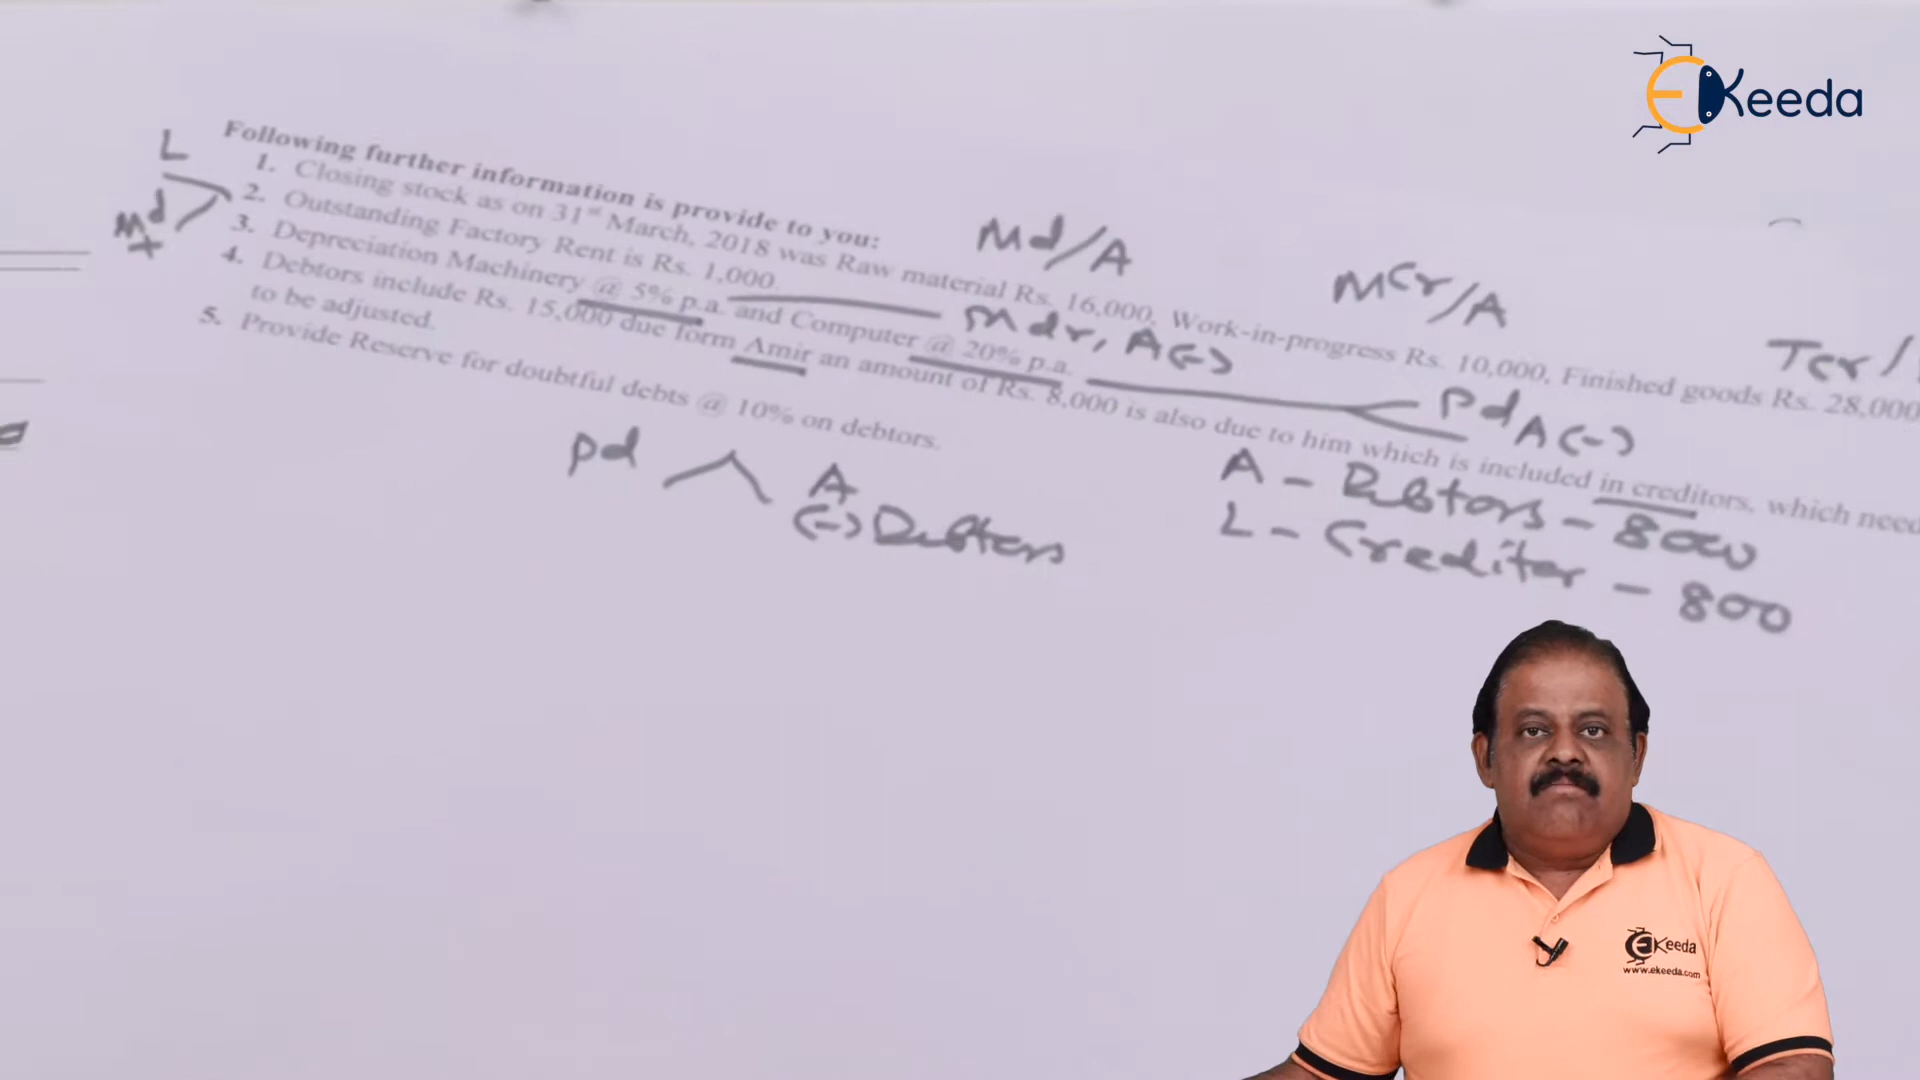 EKeeda
Following further information is provide to you:
1. Closing stock as on 31st March, 2018 was Raw material Rs. 16,000, Work-in-progress Rs. 10,000, Finished goods Rs. 28,000
2. Outstanding Factory Rent is Rs. 1,000.
3. Depreciation Machinery @ 5% p.a. and Computer @ 20% p.a.
4. Debtors include Rs. 15,000 due form Amir an amount of Rs. 8,000 is also due to him which is included in creditors, which need
to be adjusted.
5. Provide Reserve for doubtful debts @ 10% on debtors.
L
Md
+
Md/A
MCr/A
Tcr/
Mdr, A(-)
Pd A(-)
Pd
A
(-) Debtors
A - Debtors - 8000
L - Creditor - 800
EKeeda
www.ekeeda.com